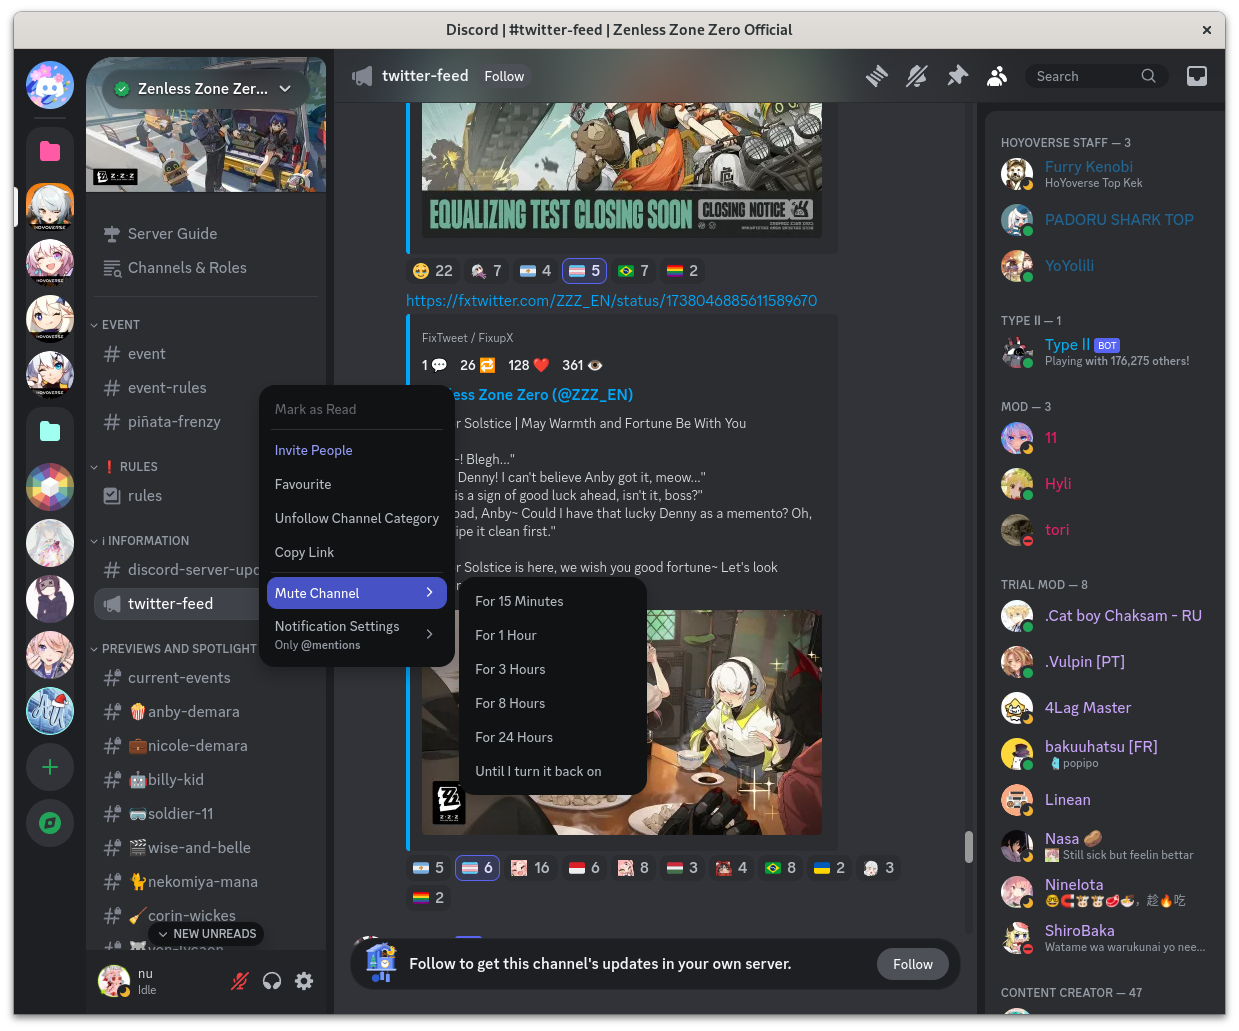 Discord | #twitter-feed | Zenless Zone Zero Official
Zenless Zone Zer...
Z·Z·Z
HOYOVERSE
HOYOVERSE
HOYOVERSE
HOYOVERSE
Server Guide
Channels & Roles
EVENT
event
event-rules
piñata-frenzy
❗ RULES
rules
ℹ INFORMATION
discord-server-upd
twitter-feed
PREVIEWS AND SPOTLIGHT
current-events
🍿anby-demara
💼nicole-demara
🤖billy-kid
🥽soldier-11
🎬wise-and-belle
🐈nekomiya-mana
🧹corin-wickes
NEW UNREADS
nu
Idle
Mark as Read
Invite People
Favourite
Unfollow Channel Category
Copy Link
Mute Channel
Notification Settings
Only @mentions
For 15 Minutes
For 1 Hour
For 3 Hours
For 8 Hours
For 24 Hours
Until I turn it back on
twitter-feed
Follow
Search
EQUALIZING TEST CLOSING SOON
CLOSING NOTICE
22
7
4
5
7
2
https://fxtwitter.com/ZZZ_EN/status/1738046885611589670
FixTweet / FixupX
1 💬 26 🔁 128 ❤️ 361 👁️
less Zone Zero (@ZZZ_EN)
r Solstice | May Warmth and Fortune Be With You
-! Blegh..."
Denny! I can't believe Anby got it, meow..."
is a sign of good luck ahead, isn't it, boss?"
ad, Anby~ Could I have that lucky Denny as a memento? Oh,
ipe it clean first."
r Solstice is here, we wish you good fortune~ Let's look
Z·Z·Z
5
6
16
6
8
3
4
8
2
3
2
Follow to get this channel's updates in your own server.
Follow
HOYOVERSE STAFF — 3
Furry Kenobi
HoYoverse Top Kek
PADORU SHARK TOP
YoYolili
TYPE II — 1
Type II BOT
Playing with 176,275 others!
MOD — 3
11
Hyli
tori
TRIAL MOD — 8
.Cat boy Chaksam - RU
.Vulpin [PT]
4Lag Master
bakuuhatsu [FR]
popipo
Linean
Nasa 🥔
Still sick but feelin bettar
NineIota
🤓🧲🐮🐮🥩🍜，趁🔥吃
ShiroBaka
Watame wa warukunai yo nee...
CONTENT CREATOR — 47